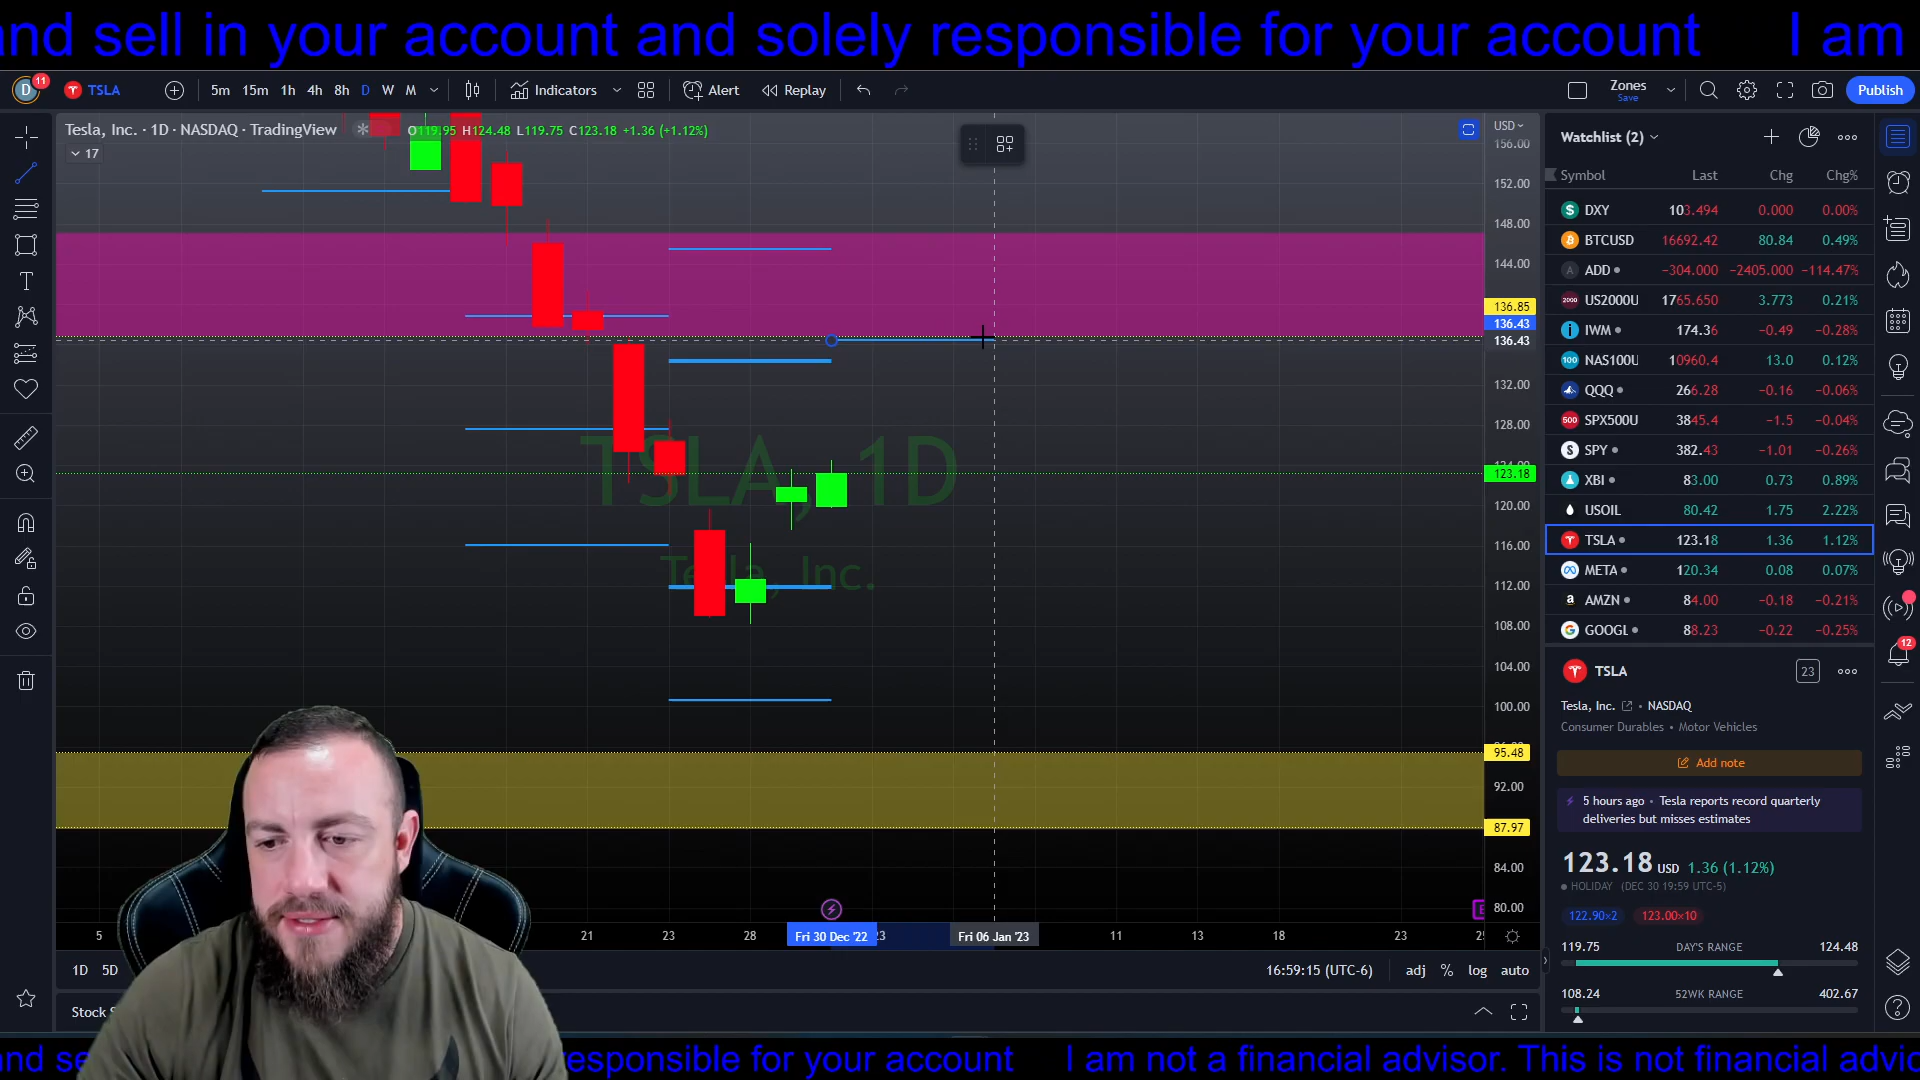 and sell in your account and solely responsible for your account I am
D 11 TSLA 5m 15m 1h 4h 8h D W M Indicators Alert Replay Zones Save Publish
Tesla, Inc. · 1D · NASDAQ · TradingView O119.95 H124.48 L119.75 C123.18 +1.36 (+1.12%)
17
USD
156.00
152.00
148.00
144.00
136.85
136.43
136.43
132.00
128.00
123.18
120.00
116.00
112.00
108.00
104.00
100.00
95.48
92.00
87.97
84.00
80.00
TSLA, 1D
Tesla, Inc.
5 21 23 28 Fri 30 Dec '22 23 Fri 06 Jan '23 11 13 18 23
1D 5D 16:59:15 (UTC-6) adj % log auto
Stock
Watchlist (2)
Symbol Last Chg Chg%
DXY 103.494 0.000 0.00%
BTCUSD 16692.42 80.84 0.49%
ADD −304.000 −2405.000 −114.47%
US2000U 1765.650 3.773 0.21%
IWM 174.36 −0.49 −0.28%
NAS100U 10960.4 13.0 0.12%
QQQ 266.28 −0.16 −0.06%
SPX500U 3845.4 −1.5 −0.04%
SPY 382.43 −1.01 −0.26%
XBI 83.00 0.73 0.89%
USOIL 80.42 1.75 2.22%
TSLA 123.18 1.36 1.12%
META 120.34 0.08 0.07%
AMZN 84.00 −0.18 −0.21%
GOOGL 88.23 −0.22 −0.25%
12
TSLA 23
Tesla, Inc. • NASDAQ
Consumer Durables • Motor Vehicles
Add note
5 hours ago • Tesla reports record quarterly
deliveries but misses estimates
123.18 USD 1.36 (1.12%)
HOLIDAY (DEC 30 19:59 UTC-5)
122.90×2 123.00×10
119.75 DAY'S RANGE 124.48
108.24 52WK RANGE 402.67
and se responsible for your account I am not a financial advisor. This is not financial advic